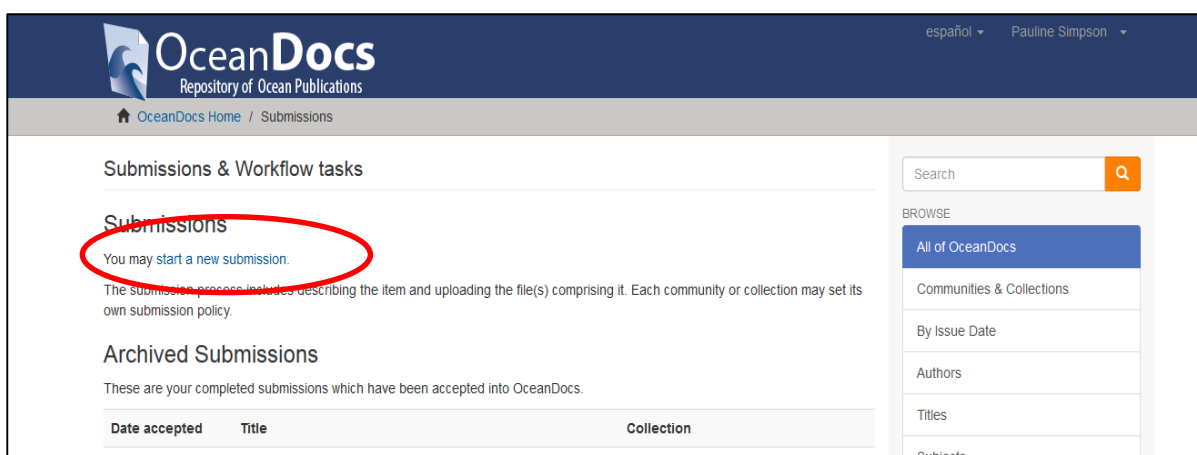 español
Pauline Simpson
OceanDocs
Repository of Ocean Publications
OceanDocs Home / Submissions
Submissions & Workflow tasks
Submissions
You may start a new submission.
The submission process includes describing the item and uploading the file(s) comprising it. Each community or collection may set its
own submission policy.
Archived Submissions
These are your completed submissions which have been accepted into OceanDocs.
Date accepted Title Collection
Search
BROWSE
All of OceanDocs
Communities & Collections
By Issue Date
Authors
Titles